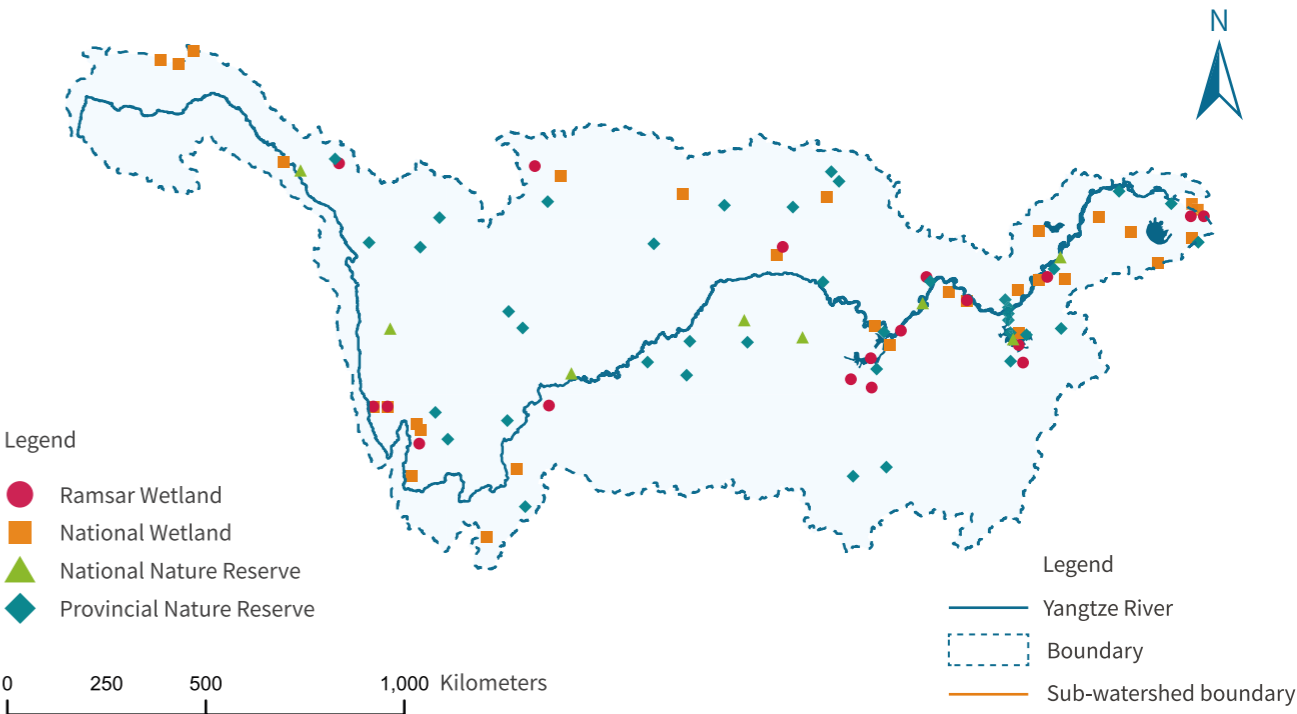 N
Legend
Ramsar Wetland
National Wetland
National Nature Reserve
Provincial Nature Reserve
0 250 500 1,000 Kilometers
Legend
Yangtze River
Boundary
Sub-watershed boundary